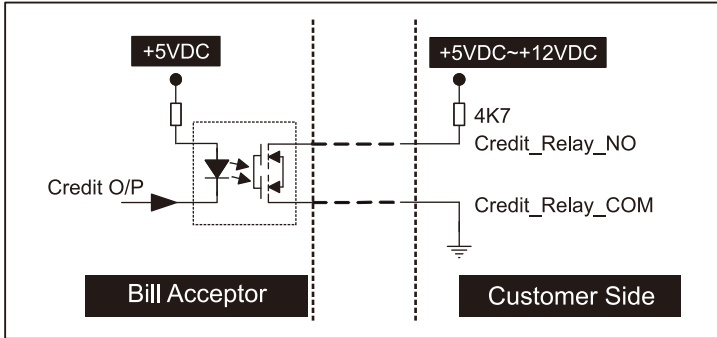 +5VDC
+5VDC~+12VDC
4K7
Credit_Relay_NO
Credit O/P
Credit_Relay_COM
Bill Acceptor
Customer Side